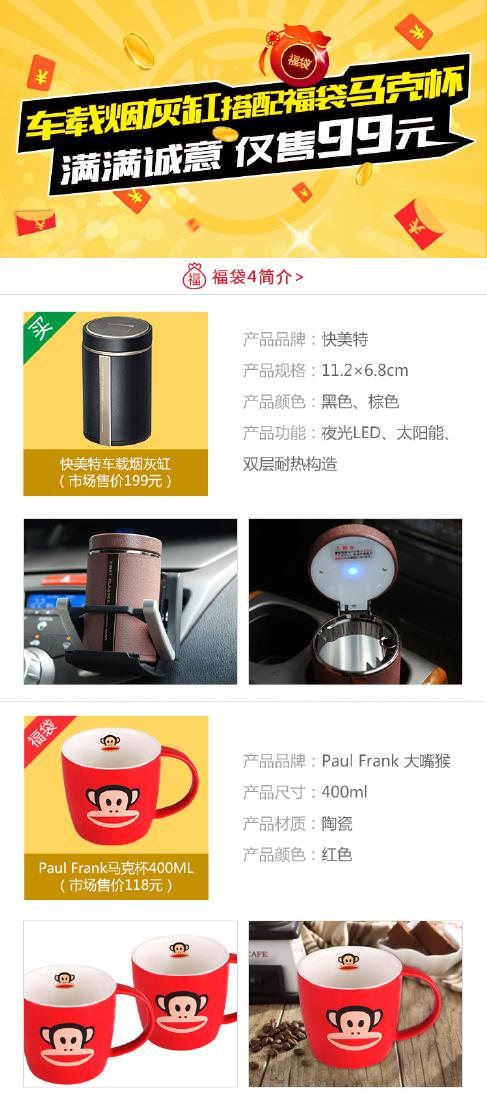 福袋
车载烟灰缸搭配福袋马克杯
满满诚意 仅售99元
福 福袋4简介>
买
快美特车载烟灰缸
（市场售价199元）
产品品牌：快美特
产品规格：11.2×6.8cm
产品颜色：黑色、棕色
产品功能：夜光LED、太阳能、
双层耐热构造
福袋
Paul Frank马克杯400ML
（市场售价118元）
产品品牌：Paul Frank 大嘴猴
产品尺寸：400ml
产品材质：陶瓷
产品颜色：红色
CAFE